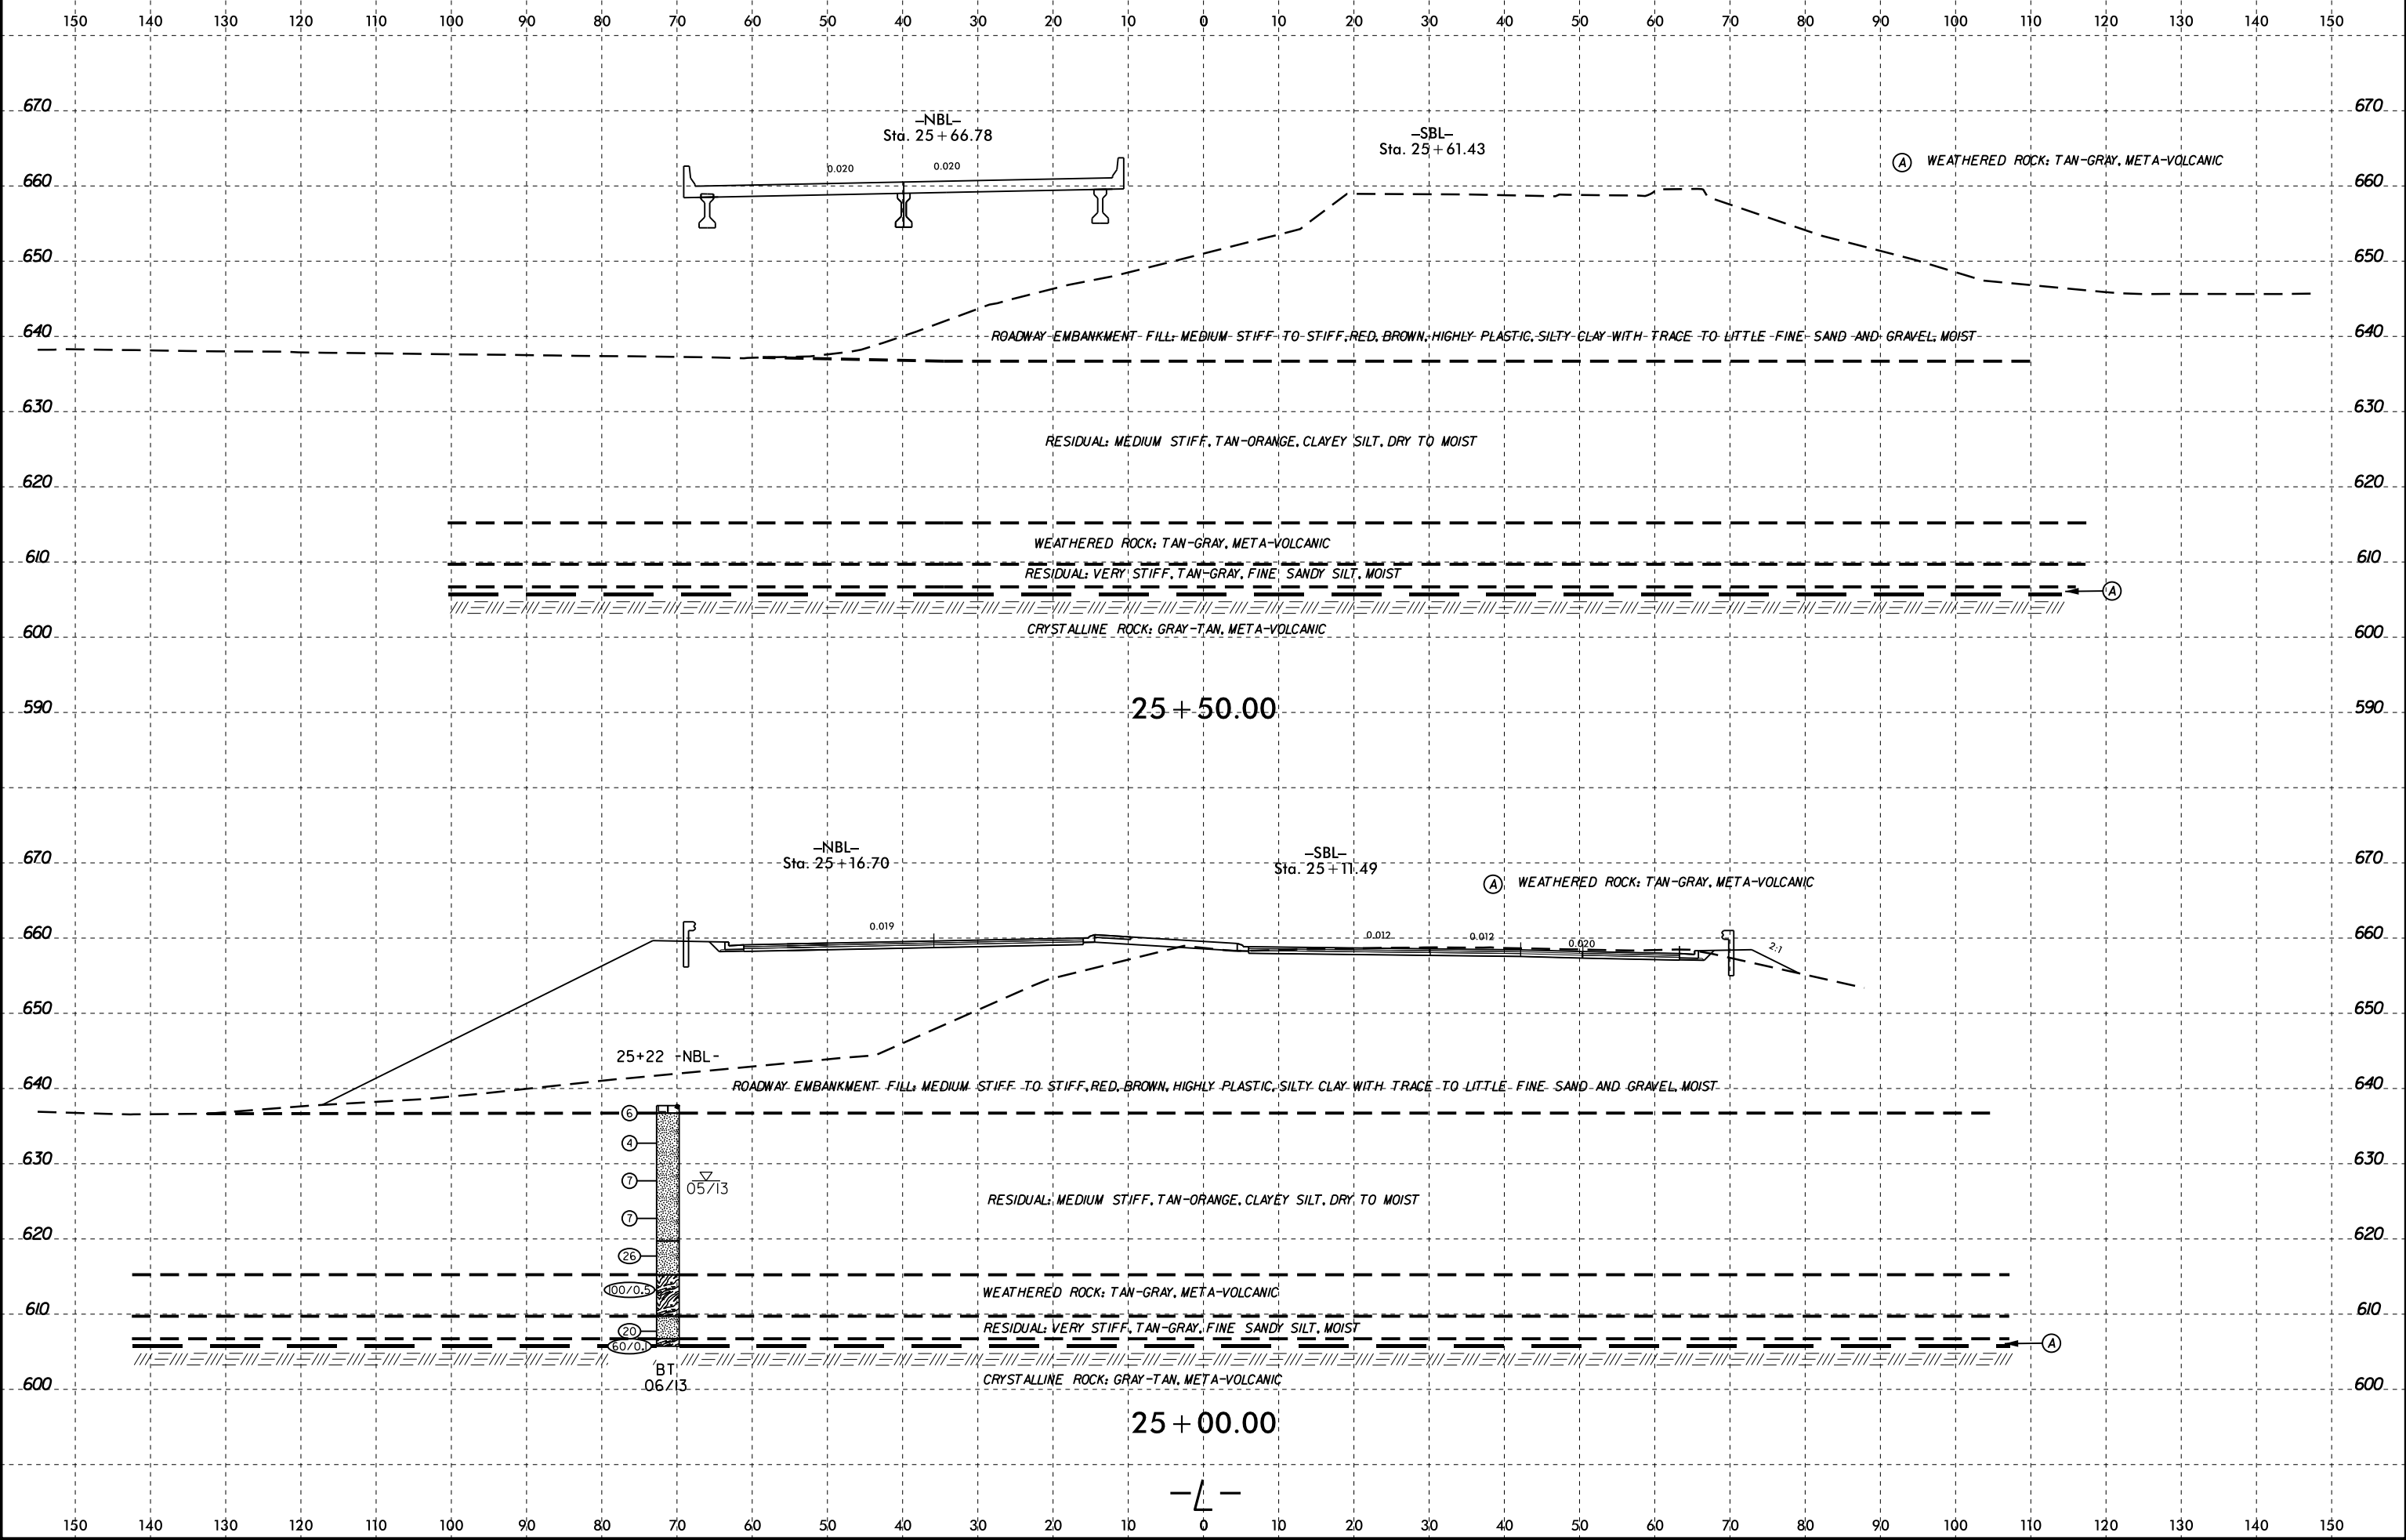 150 140 130 120 110 100 90 80 70 60 50 40 30 20 10 0 10 20 30 40 50 60 70 80 90 100 110 120 130 140 150
670 670
-NBL-
Sta. 25+66.78
-SBL-
Sta. 25+61.43
A WEATHERED ROCK: TAN-GRAY, META-VOLCANIC
0.020 0.020
660 660
650 650
640 ROADWAY EMBANKMENT FILL: MEDIUM STIFF TO STIFF, RED, BROWN, HIGHLY PLASTIC, SILTY CLAY WITH TRACE TO LITTLE FINE SAND AND GRAVEL, MOIST 640
630 630
RESIDUAL: MEDIUM STIFF, TAN-ORANGE, CLAYEY SILT, DRY TO MOIST
620 620
WEATHERED ROCK: TAN-GRAY, META-VOLCANIC
610 610
RESIDUAL: VERY STIFF, TAN-GRAY, FINE SANDY SILT, MOIST
A
CRYSTALLINE ROCK: GRAY-TAN, META-VOLCANIC
600 600
25+50.00
590 590
670 670
-NBL-
Sta. 25+16.70
-SBL-
Sta. 25+11.49
A WEATHERED ROCK: TAN-GRAY, META-VOLCANIC
0.019 0.012 0.012 0.020 2:1
660 660
650 650
25+22 -NBL-
640 ROADWAY EMBANKMENT FILL: MEDIUM STIFF TO STIFF, RED, BROWN, HIGHLY PLASTIC, SILTY CLAY WITH TRACE TO LITTLE FINE SAND AND GRAVEL, MOIST 640
6
4
630 630
7
05/13
RESIDUAL: MEDIUM STIFF, TAN-ORANGE, CLAYEY SILT, DRY TO MOIST
7
620 620
26
100/0.5 WEATHERED ROCK: TAN-GRAY, META-VOLCANIC
610 610
20 RESIDUAL: VERY STIFF, TAN-GRAY, FINE SANDY SILT, MOIST
60/0.1 A
BT
06/13
CRYSTALLINE ROCK: GRAY-TAN, META-VOLCANIC
600 600
25+00.00
-L-
150 140 130 120 110 100 90 80 70 60 50 40 30 20 10 0 10 20 30 40 50 60 70 80 90 100 110 120 130 140 150